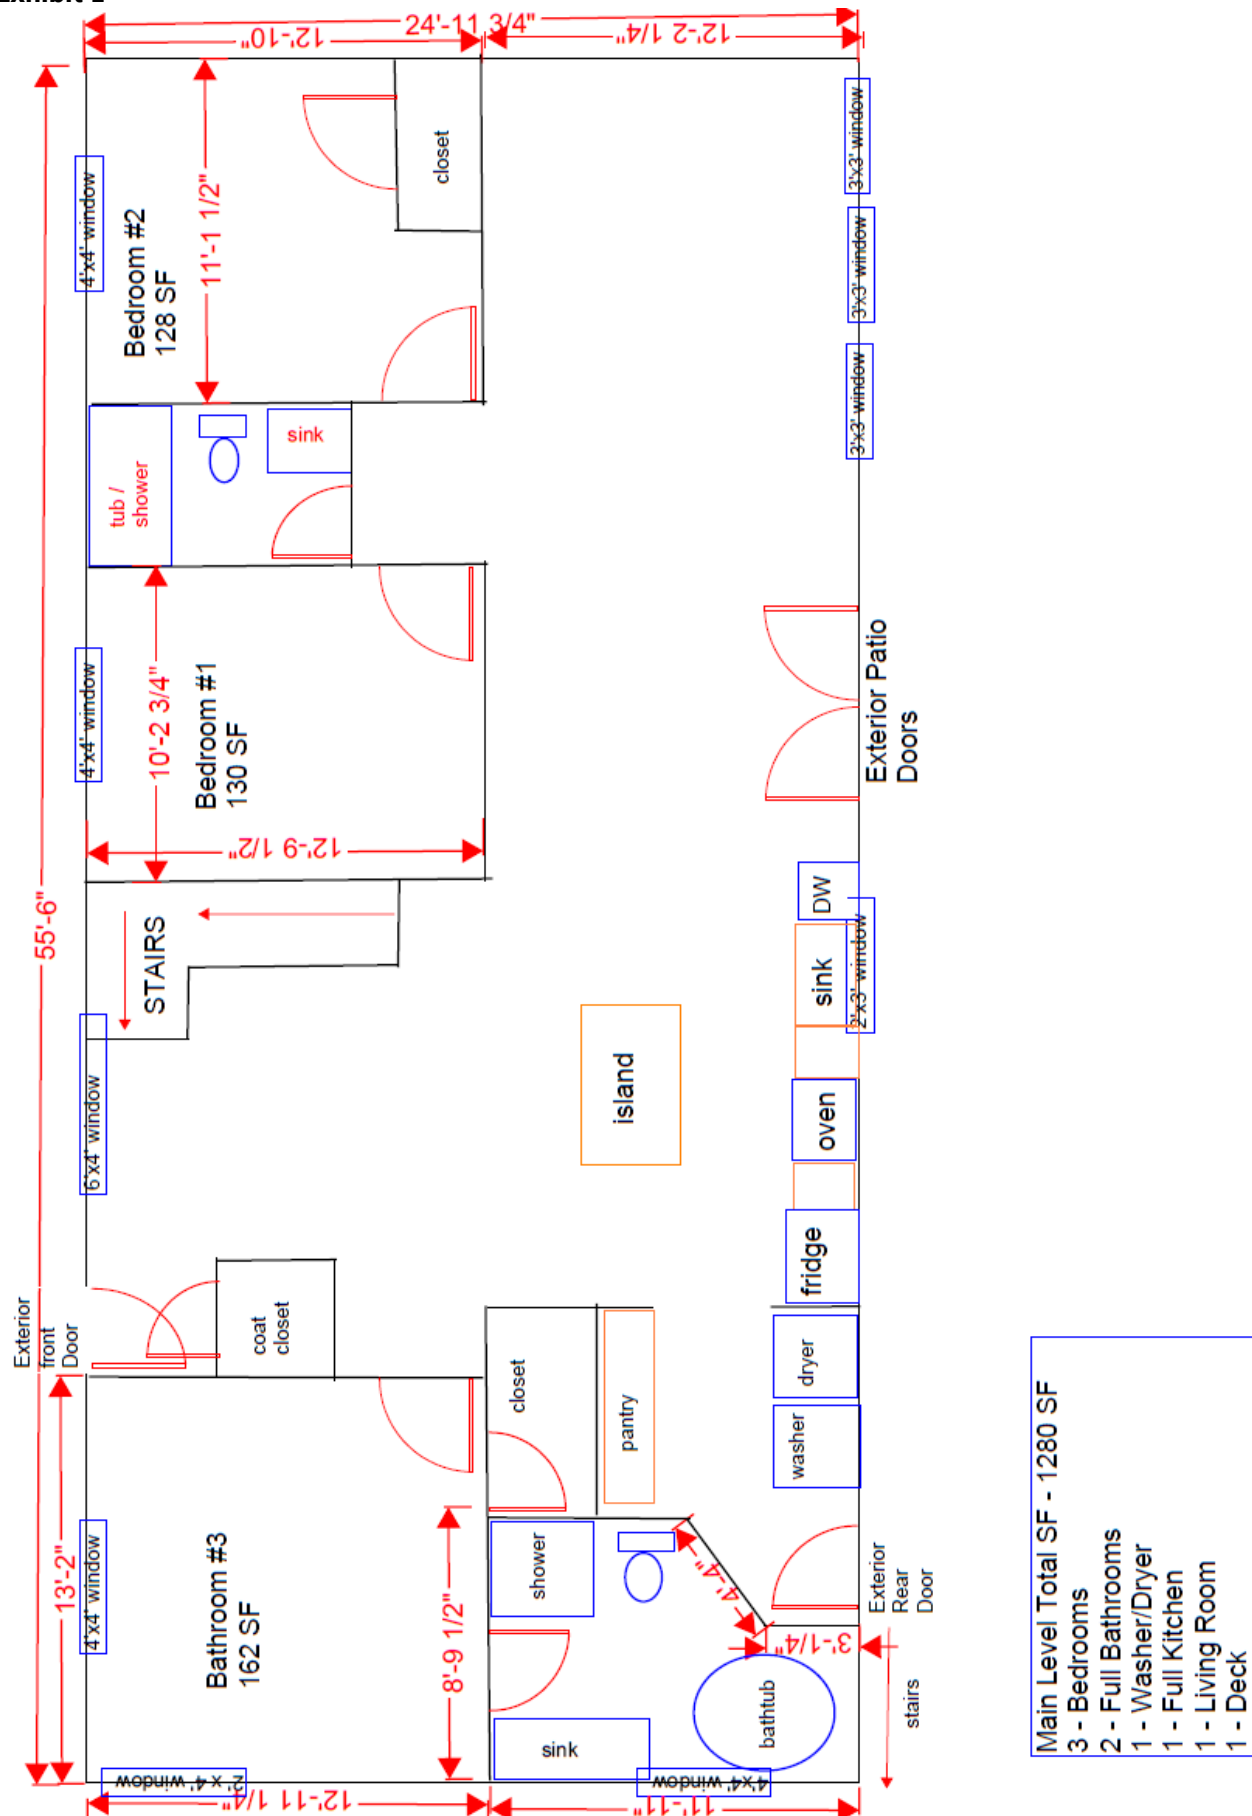 Exhibit 1
24'-11 3/4"
12'-10"
12'-2 1/4"
55'-6"
4'x4' window
Bedroom #2
128 SF
11'-1 1/2"
closet
3'x3' window
3'x3' window
3'x3' window
tub /
shower
sink
4'x4' window
10'-2 3/4"
Bedroom #1
130 SF
12'-9 1/2"
Exterior Patio
Doors
STAIRS
DW
sink
2'x3' window
6'x4' window
island
oven
fridge
Exterior
front
Door
coat
closet
closet
pantry
dryer
washer
13'-2"
4'x4' window
Bathroom #3
162 SF
8'-9 1/2"
shower
4'-4"
3'-1/4"
Exterior
Rear
Door
stairs
sink
bathtub
2' x 4' window
4'x4' window
12'-11 1/4"
11'-11"
Main Level Total SF - 1280 SF
3 - Bedrooms
2 - Full Bathrooms
1 - Washer/Dryer
1 - Full Kitchen
1 - Living Room
1 - Deck